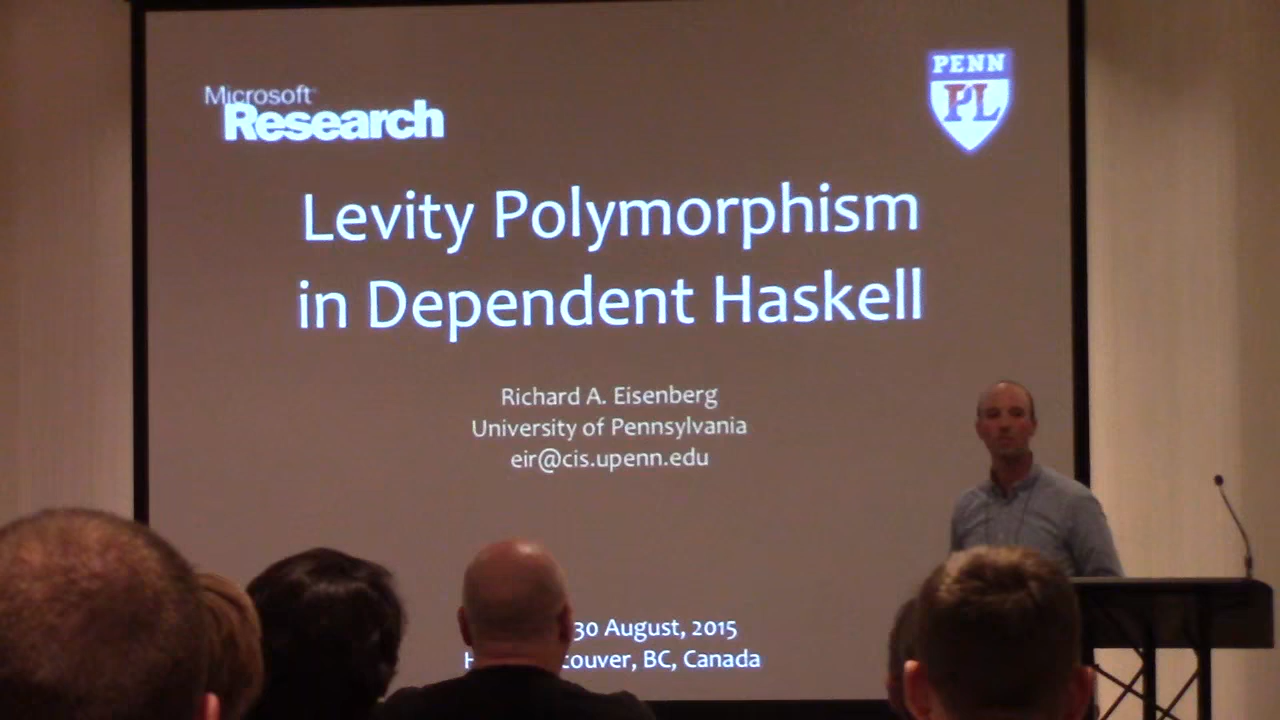 Microsoft
Research
PENN
PL
Levity Polymorphism
in Dependent Haskell
Richard A. Eisenberg
University of Pennsylvania
eir@cis.upenn.edu
30 August, 2015
BC, Canada